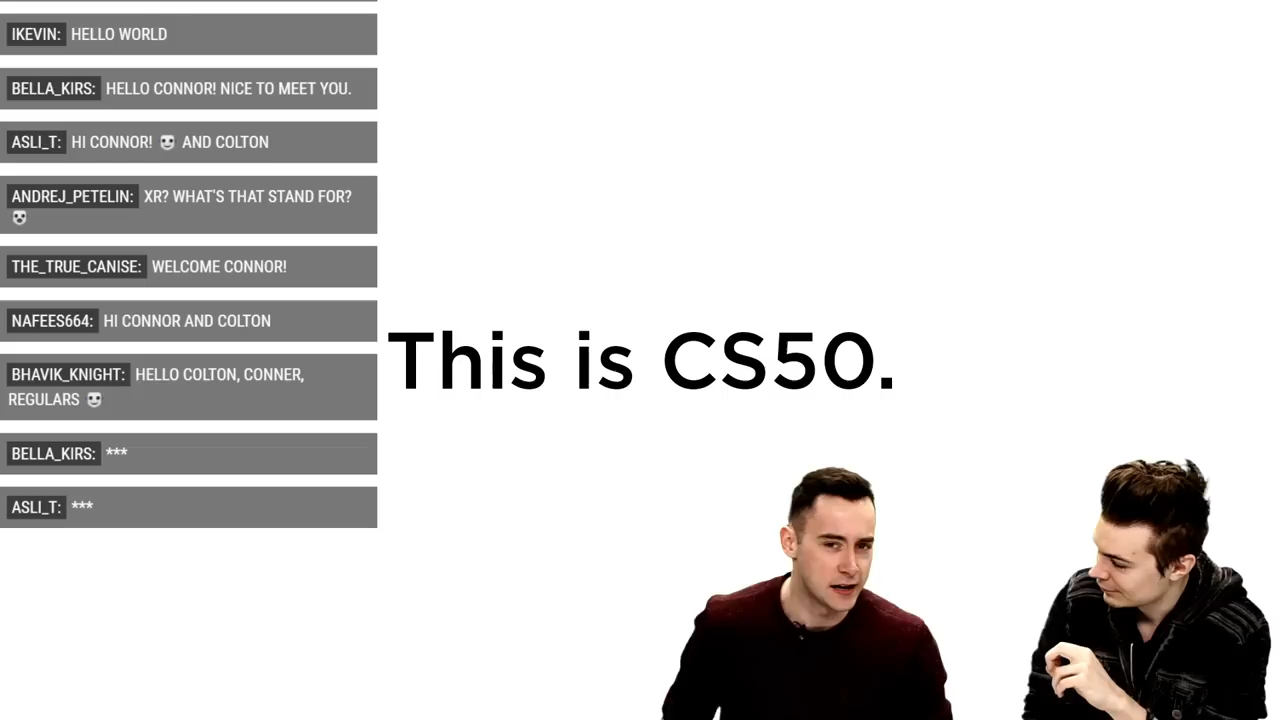 IKEVIN: HELLO WORLD
BELLA_KIRS: HELLO CONNOR! NICE TO MEET YOU.
ASLI_T: HI CONNOR! AND COLTON
ANDREJ_PETELIN: XR? WHAT'S THAT STAND FOR?
THE_TRUE_CANISE: WELCOME CONNOR!
NAFEES664: HI CONNOR AND COLTON
BHAVIK_KNIGHT: HELLO COLTON, CONNER,
REGULARS
BELLA_KIRS: ***
ASLI_T: ***
This is CS50.